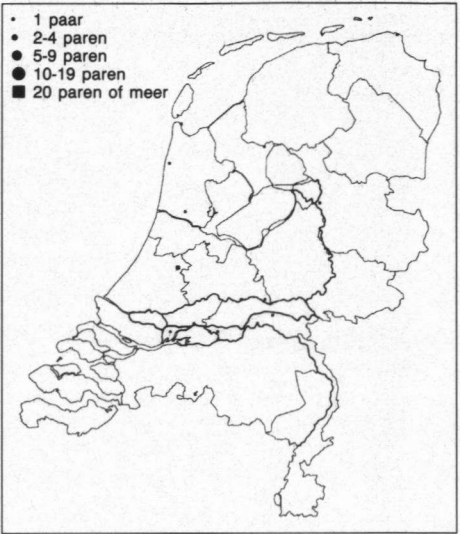 1 paar
2-4 paren
5-9 paren
10-19 paren
20 paren of meer